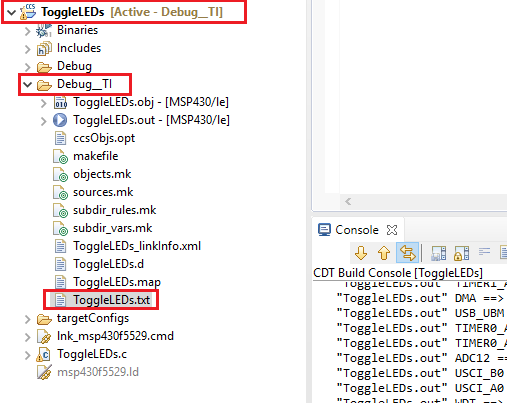 ToggleLEDs [Active - Debug__TI]
Binaries
Includes
Debug
Debug__TI
ToggleLEDs.obj - [MSP430/le]
ToggleLEDs.out - [MSP430/le]
ccsObjs.opt
makefile
objects.mk
sources.mk
subdir_rules.mk
subdir_vars.mk
ToggleLEDs_linkInfo.xml
ToggleLEDs.d
ToggleLEDs.map
ToggleLEDs.txt
targetConfigs
lnk_msp430f5529.cmd
ToggleLEDs.c
msp430f5529.ld
Console
CDT Build Console [ToggleLEDs]
"ToggleLEDs.out" TIMER1_A
"ToggleLEDs.out" DMA ==>
"ToggleLEDs.out" USB_UBM
"ToggleLEDs.out" TIMER0_A
"ToggleLEDs.out" TIMER0_A
"ToggleLEDs.out" ADC12 ==
"ToggleLEDs.out" USCI_B0
"ToggleLEDs.out" USCI_A0
"ToggleLEDs.out" WDT ==>